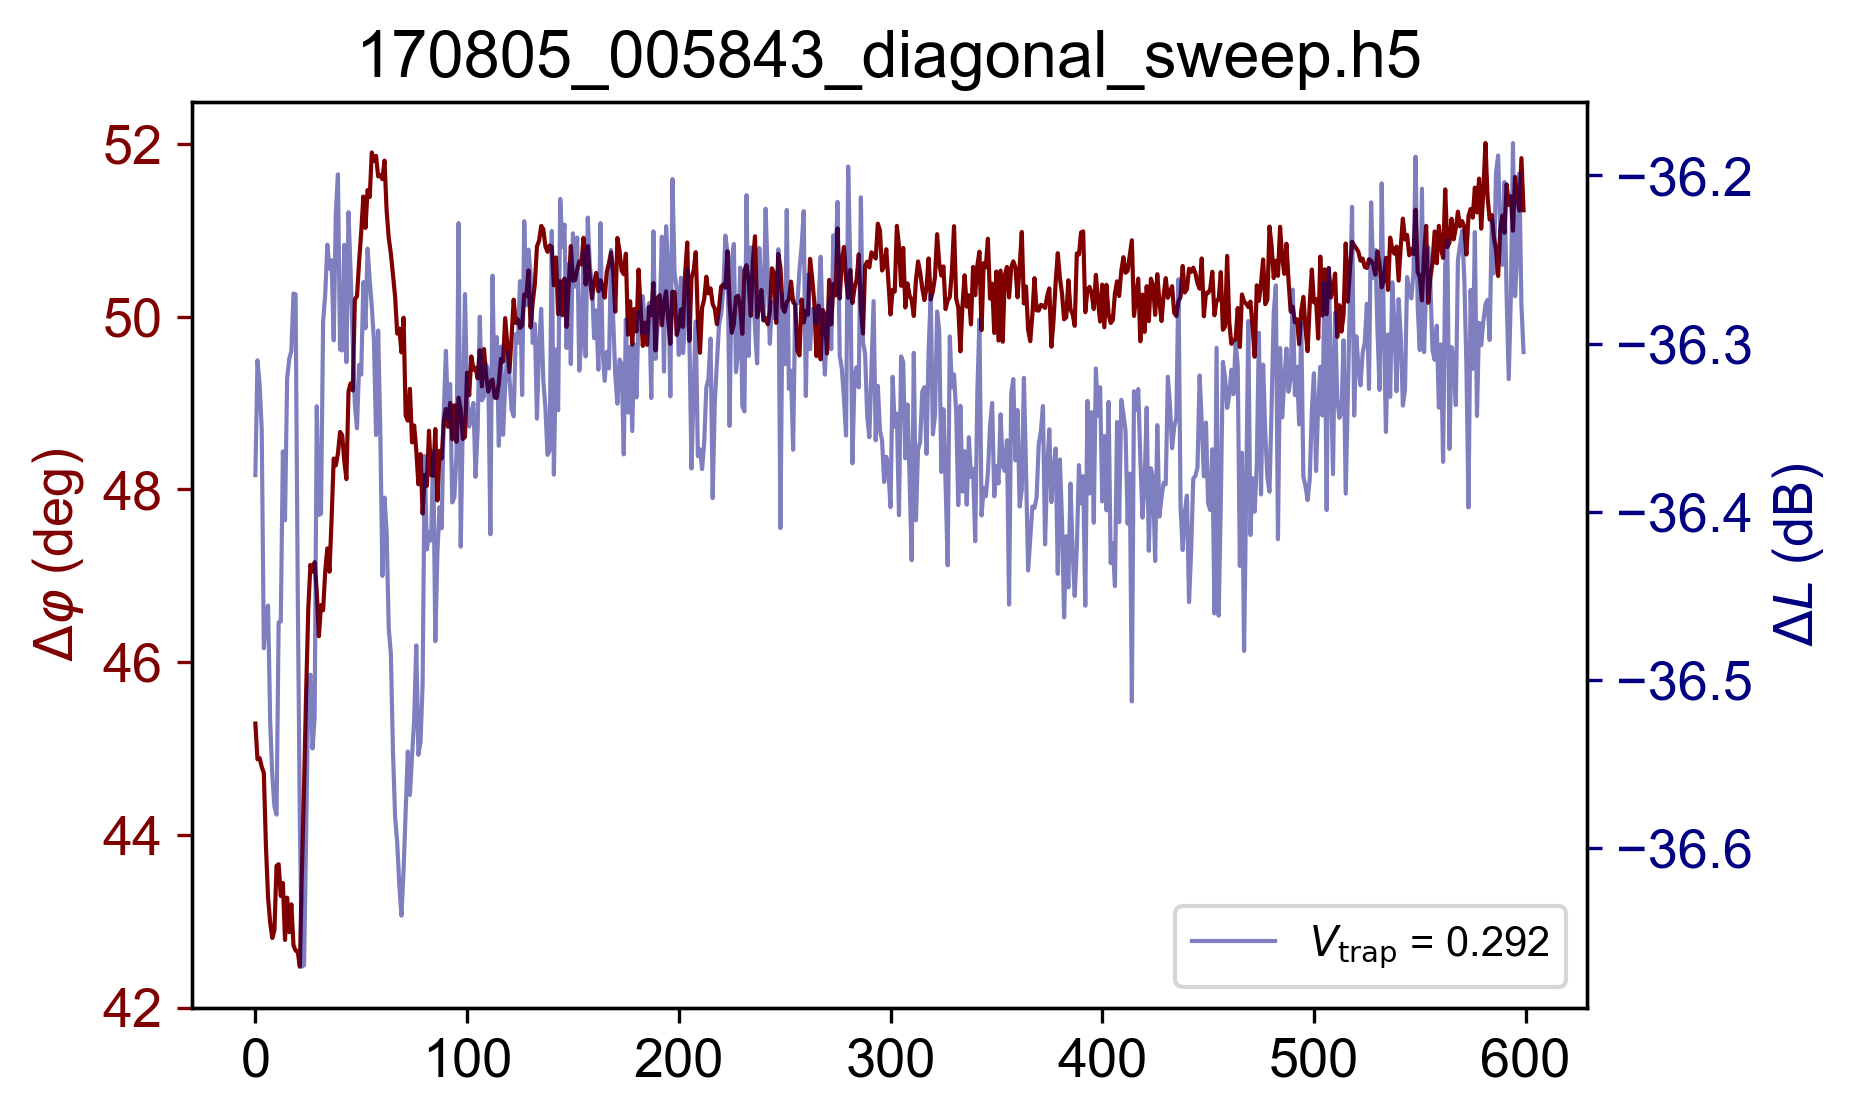 170805_005843_diagonal_sweep.h5
52
50
48
46
44
42
Δφ (deg)
−36.2
−36.3
−36.4
−36.5
−36.6
ΔL (dB)
V_trap = 0.292
0 100 200 300 400 500 600